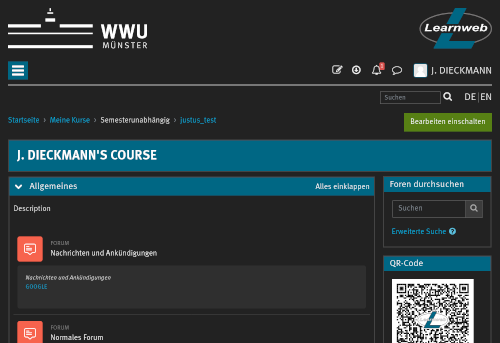 WWU
MÜNSTER
Learnweb
J. DIECKMANN
Suchen
DE|EN
Startseite › Meine Kurse › Semesterunabhängig › justus_test
Bearbeiten einschalten
J. DIECKMANN'S COURSE
Allgemeines
Alles einklappen
Description
FORUM
Nachrichten und Ankündigungen
Nachrichten und Ankündigungen
GOOGLE
FORUM
Normales Forum
Foren durchsuchen
Suchen
Erweiterte Suche
QR-Code